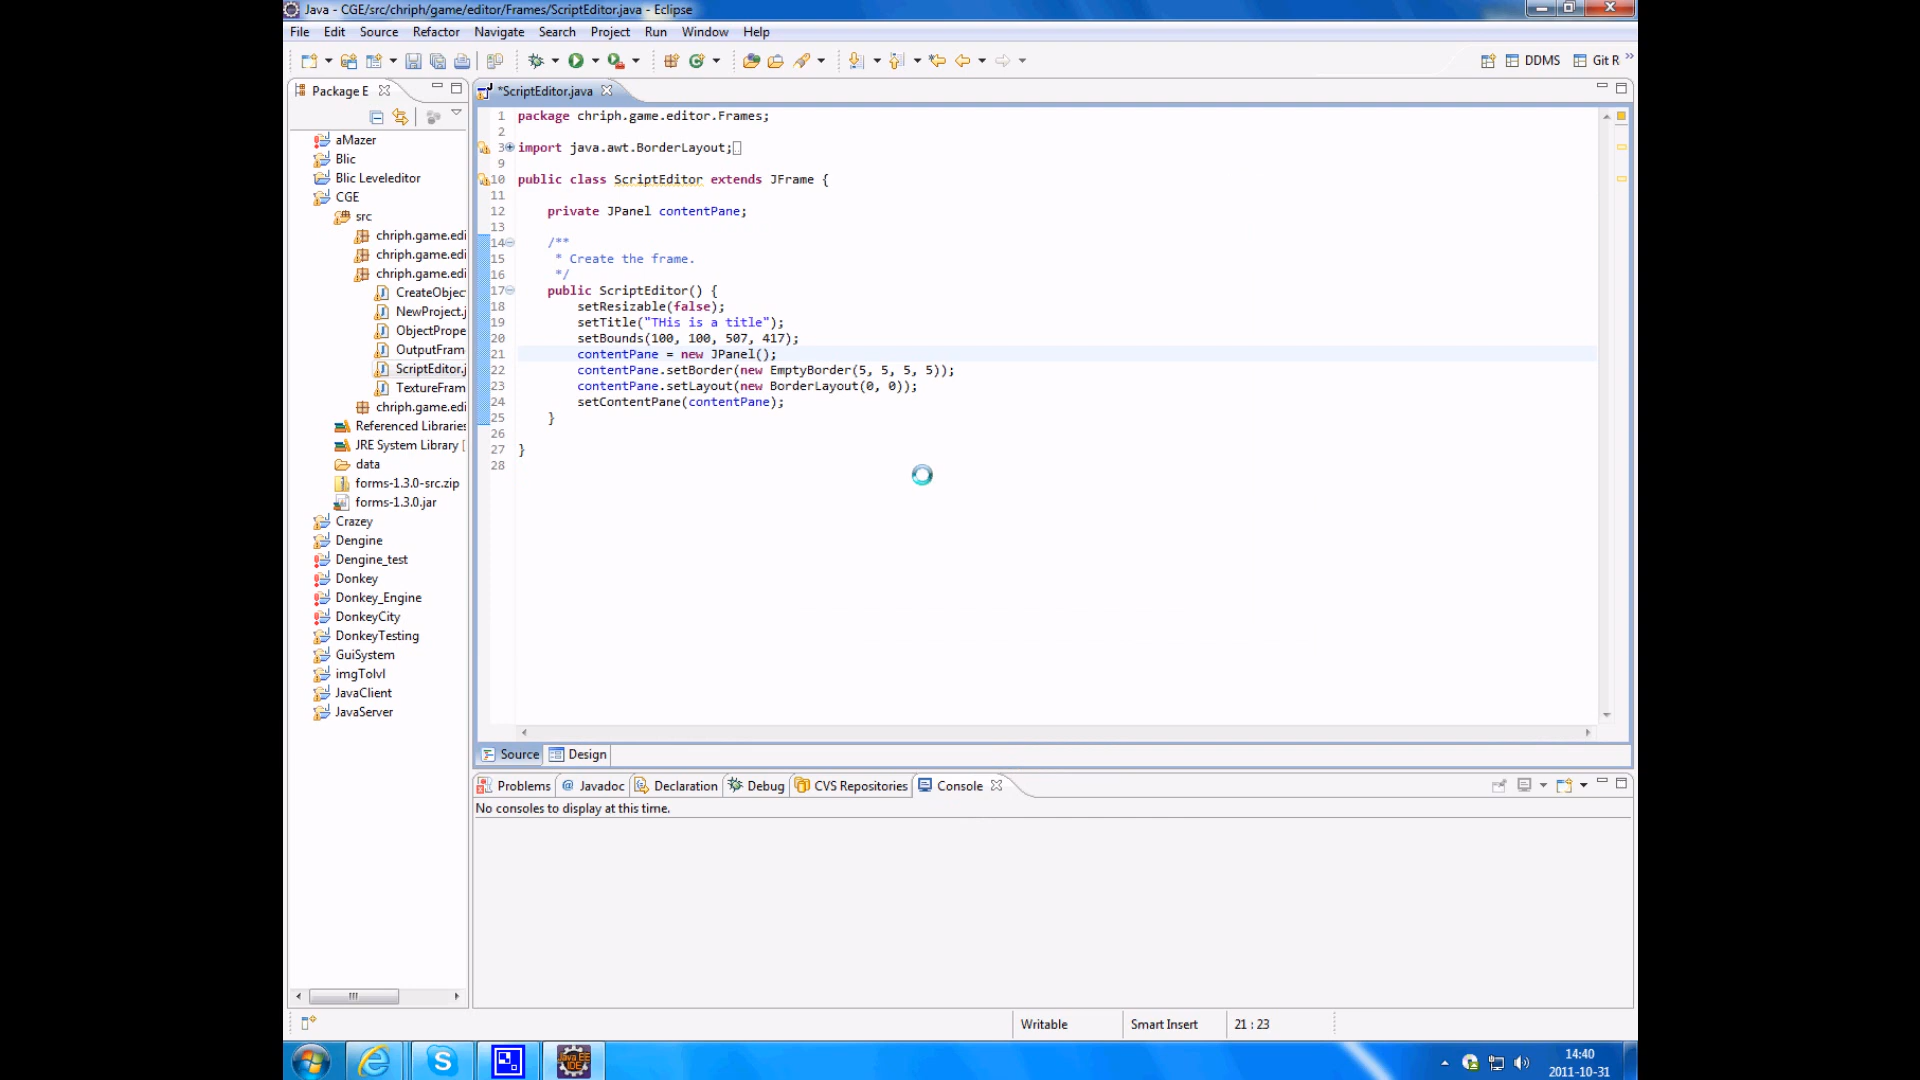 Java - CGE/src/chriph/game/editor/Frames/ScriptEditor.java - Eclipse
File Edit Source Refactor Navigate Search Project Run Window Help
DDMS Git R
Package E
aMazer
Blic
Blic Leveleditor
CGE
src
chriph.game.edi
chriph.game.edi
chriph.game.edi
CreateObjec
NewProject.j
ObjectPrope
OutputFram
ScriptEditor.j
TextureFram
chriph.game.edi
Referenced Libraries
JRE System Library [
data
forms-1.3.0-src.zip
forms-1.3.0.jar
Crazey
Dengine
Dengine_test
Donkey
Donkey_Engine
DonkeyCity
DonkeyTesting
GuiSystem
imgTolvl
JavaClient
JavaServer
*ScriptEditor.java
1 package chriph.game.editor.Frames;
2
3 import java.awt.BorderLayout;
9
10 public class ScriptEditor extends JFrame {
11
12 private JPanel contentPane;
13
14 /**
15 * Create the frame.
16 */
17 public ScriptEditor() {
18 setResizable(false);
19 setTitle("THis is a title");
20 setBounds(100, 100, 507, 417);
21 contentPane = new JPanel();
22 contentPane.setBorder(new EmptyBorder(5, 5, 5, 5));
23 contentPane.setLayout(new BorderLayout(0, 0));
24 setContentPane(contentPane);
25 }
26
27 }
28
Source Design
Problems @ Javadoc Declaration Debug CVS Repositories Console
No consoles to display at this time.
Writable Smart Insert 21 : 23
Java EE
IDE
14:40
2011-10-31